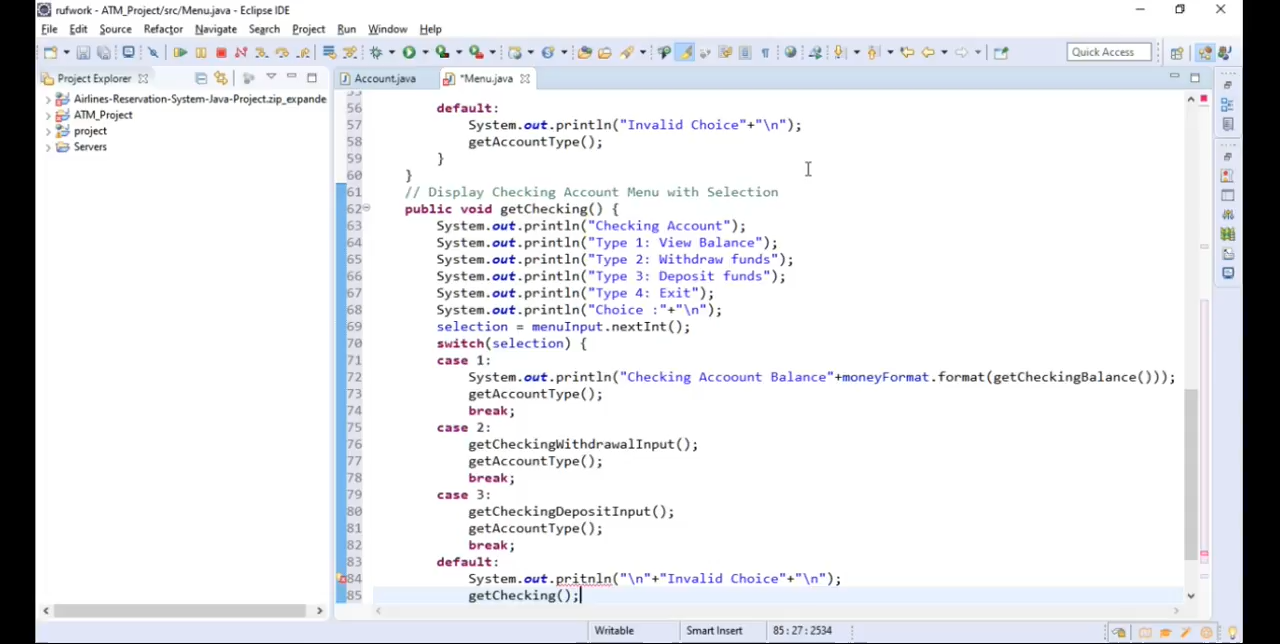 rufwork - ATM_Project/src/Menu.java - Eclipse IDE
File Edit Source Refactor Navigate Search Project Run Window Help
Quick Access
Project Explorer
Account.java
*Menu.java
Airlines-Reservation-System-Java-Project.zip_expande
ATM_Project
project
Servers
55
56 default:
57 System.out.println("Invalid Choice"+"\n");
58 getAccountType();
59 }
60 }
61 // Display Checking Account Menu with Selection
62 public void getChecking() {
63 System.out.println("Checking Account");
64 System.out.println("Type 1: View Balance");
65 System.out.println("Type 2: Withdraw funds");
66 System.out.println("Type 3: Deposit funds");
67 System.out.println("Type 4: Exit");
68 System.out.println("Choice :"+"\n");
69 selection = menuInput.nextInt();
70 switch(selection) {
71 case 1:
72 System.out.println("Checking Accoount Balance"+moneyFormat.format(getCheckingBalance()));
73 getAccountType();
74 break;
75 case 2:
76 getCheckingWithdrawalInput();
77 getAccountType();
78 break;
79 case 3:
80 getCheckingDepositInput();
81 getAccountType();
82 break;
83 default:
84 System.out.pritnln("\n"+"Invalid Choice"+"\n");
85 getChecking();
Writable Smart Insert 85 : 27 : 2534